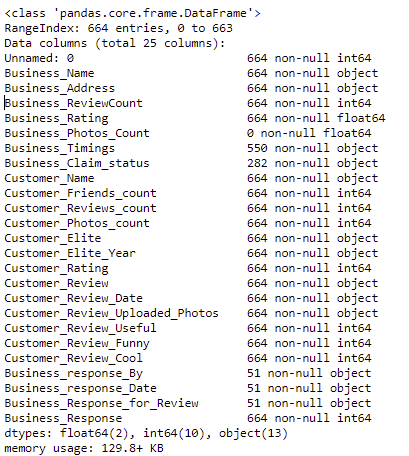 <class 'pandas.core.frame.DataFrame'>
RangeIndex: 664 entries, 0 to 663
Data columns (total 25 columns):
Unnamed: 0 664 non-null int64
Business_Name 664 non-null object
Business_Address 664 non-null object
Business_ReviewCount 664 non-null int64
Business_Rating 664 non-null float64
Business_Photos_Count 0 non-null float64
Business_Timings 550 non-null object
Business_Claim_status 282 non-null object
Customer_Name 664 non-null object
Customer_Friends_count 664 non-null int64
Customer_Reviews_count 664 non-null int64
Customer_Photos_count 664 non-null int64
Customer_Elite 664 non-null object
Customer_Elite_Year 664 non-null object
Customer_Rating 664 non-null int64
Customer_Review 664 non-null object
Customer_Review_Date 664 non-null object
Customer_Review_Uploaded_Photos 664 non-null object
Customer_Review_Useful 664 non-null int64
Customer_Review_Funny 664 non-null int64
Customer_Review_Cool 664 non-null int64
Business_response_By 51 non-null object
Business_response_Date 51 non-null object
Business_Response_for_Review 51 non-null object
Business_Response 664 non-null int64
dtypes: float64(2), int64(10), object(13)
memory usage: 129.8+ KB